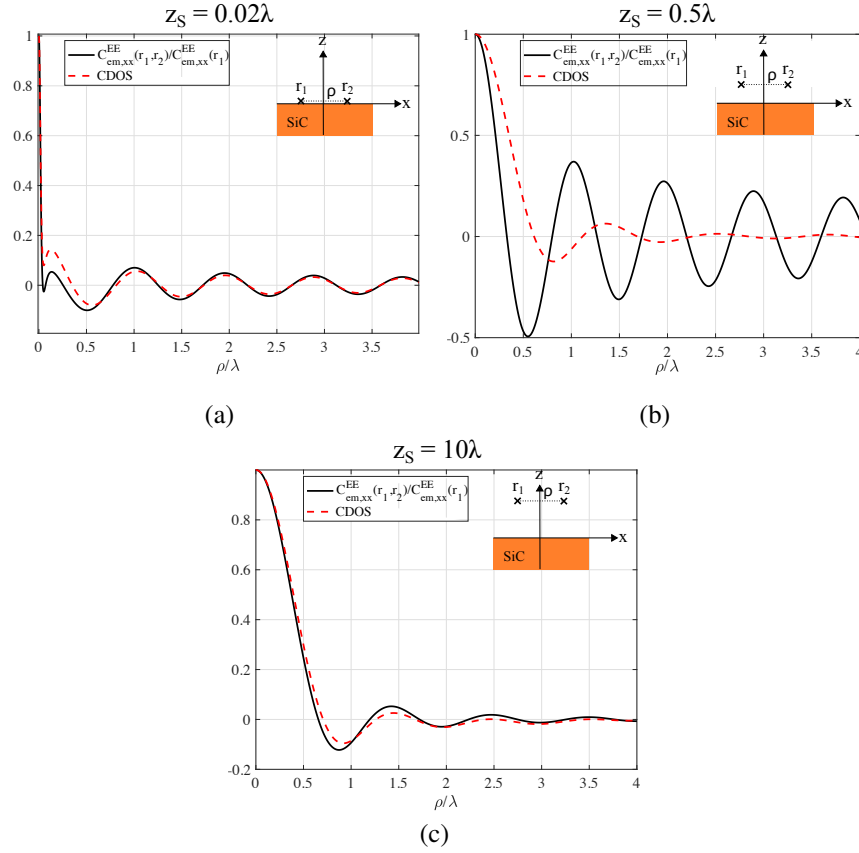 z_S = 0.02λ
C^EE_em,xx(r_1,r_2)/C^EE_em,xx(r_1)
CDOS
z
r_1 ρ r_2
x
SiC
1
0.8
0.6
0.4
0.2
0
0 0.5 1 1.5 2 2.5 3 3.5
ρ/λ
(a)
z_S = 0.5λ
C^EE_em,xx(r_1,r_2)/C^EE_em,xx(r_1)
CDOS
z
r_1 ρ r_2
x
SiC
1
0.5
0
-0.5
0 0.5 1 1.5 2 2.5 3 3.5 4
ρ/λ
(b)
z_S = 10λ
C^EE_em,xx(r_1,r_2)/C^EE_em,xx(r_1)
CDOS
z
r_1 ρ r_2
x
SiC
0.8
0.6
0.4
0.2
0
-0.2
0 0.5 1 1.5 2 2.5 3 3.5 4
ρ/λ
(c)